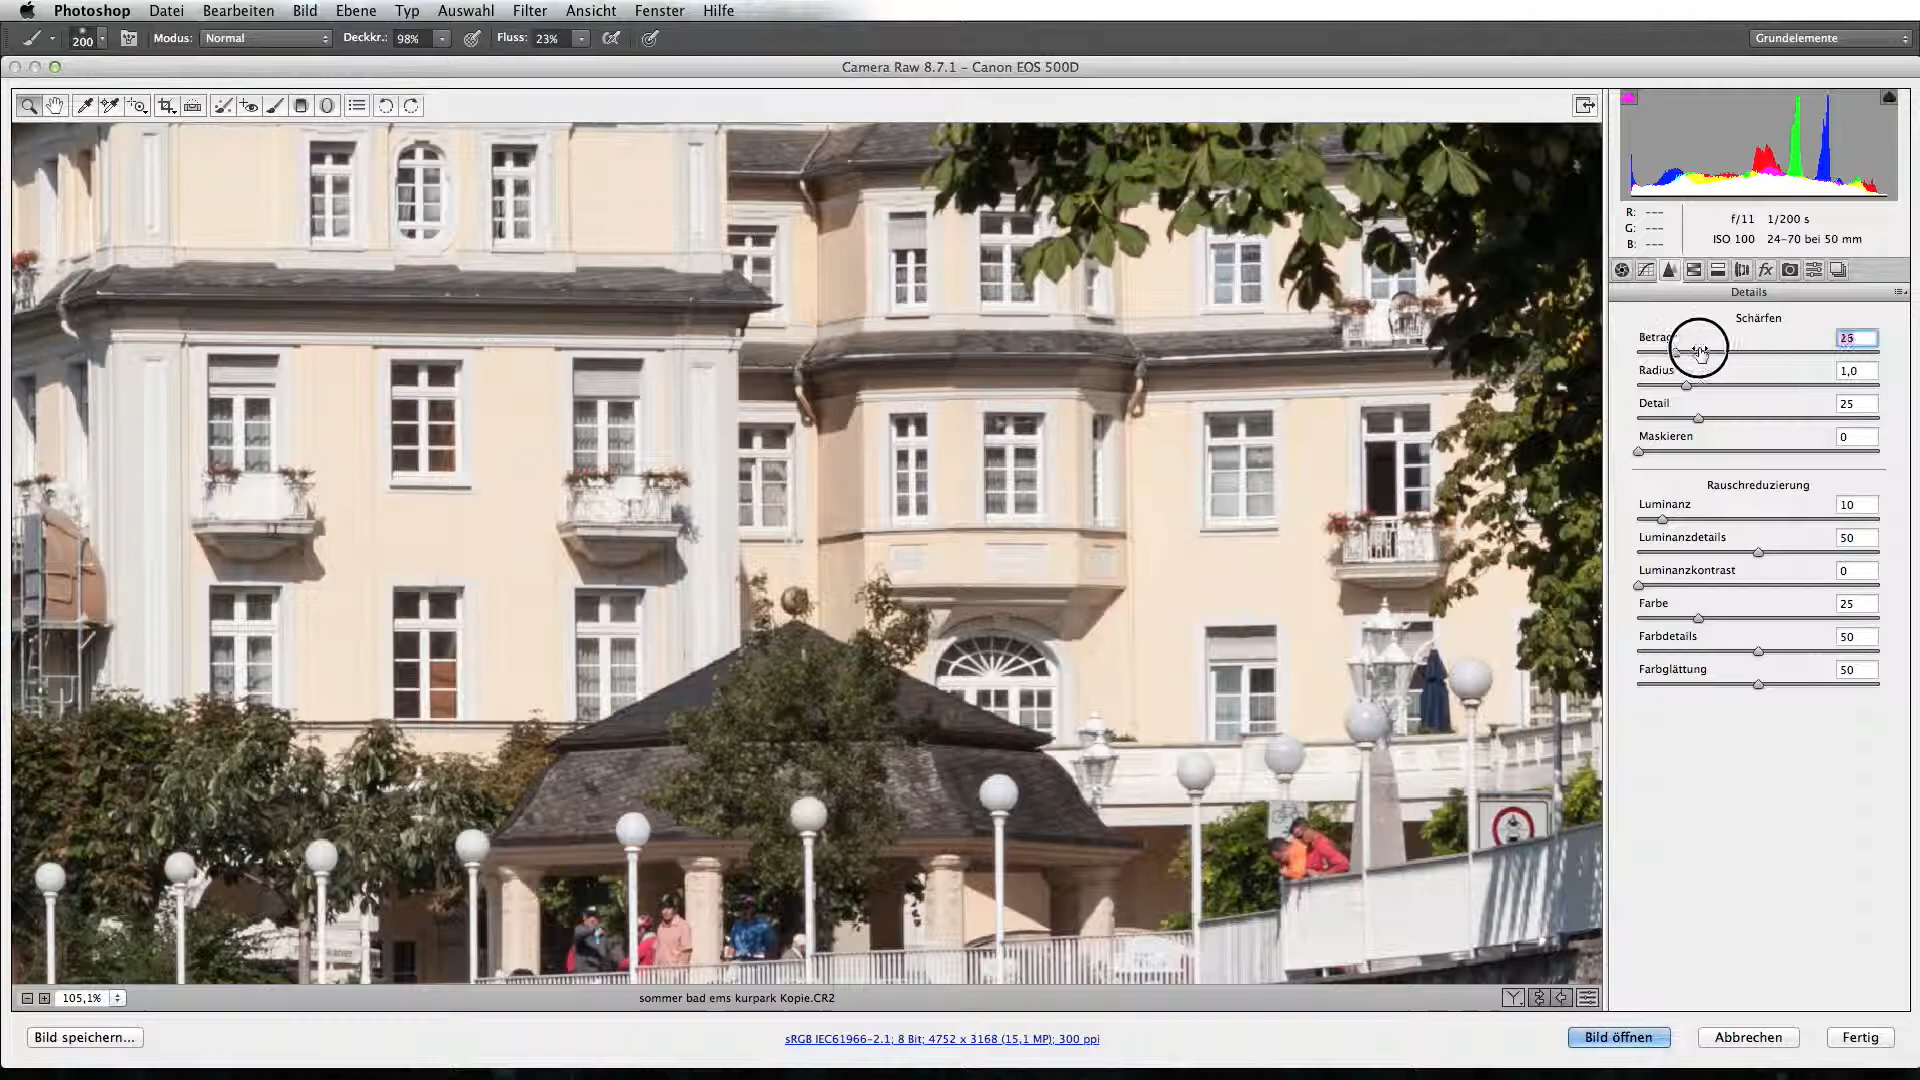 Photoshop Datei Bearbeiten Bild Ebene Typ Auswahl Filter Ansicht Fenster Hilfe
200 Modus: Normal Deckkr.: 98% Fluss: 23% Grundelemente
Camera Raw 8.7.1 – Canon EOS 500D
R: ---
G: ---
B: ---
f/11 1/200 s
ISO 100 24-70 bei 50 mm
Details
Schärfen
Betrag
Radius 1,0
Detail 25
Maskieren 0
Rauschreduzierung
Luminanz 10
Luminanzdetails 50
Luminanzkontrast 0
Farbe 25
Farbdetails 50
Farbglättung 50
105,1% sommer bad ems kurpark Kopie.CR2
Bild speichern... sRGB IEC61966-2.1; 8 Bit; 4752 x 3168 (15,1 MP); 300 ppi Bild öffnen Abbrechen Fertig